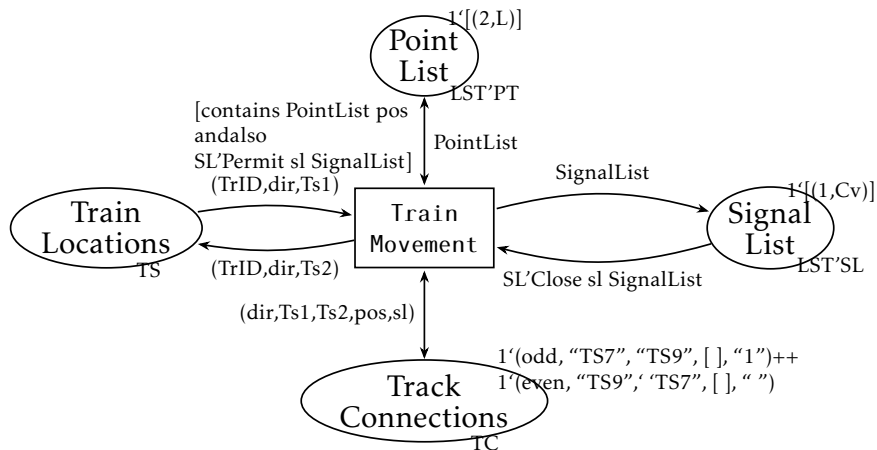 1‘[(2,L)]
Point
List
LST’PT
[contains PointList pos
andalso
SL’Permit sl SignalList]
PointList
(TrID,dir,Ts1)
SignalList
1‘[(1,Cv)]
Train
Locations
TS
Train
Movement
Signal
List
LST’SL
(TrID,dir,Ts2)
SL’Close sl SignalList
(dir,Ts1,Ts2,pos,sl)
1‘(odd, “TS7”, “TS9”, [ ], “1”)++
1‘(even, “TS9”,‘ ‘TS7”, [ ], “ ”)
Track
Connections
TC